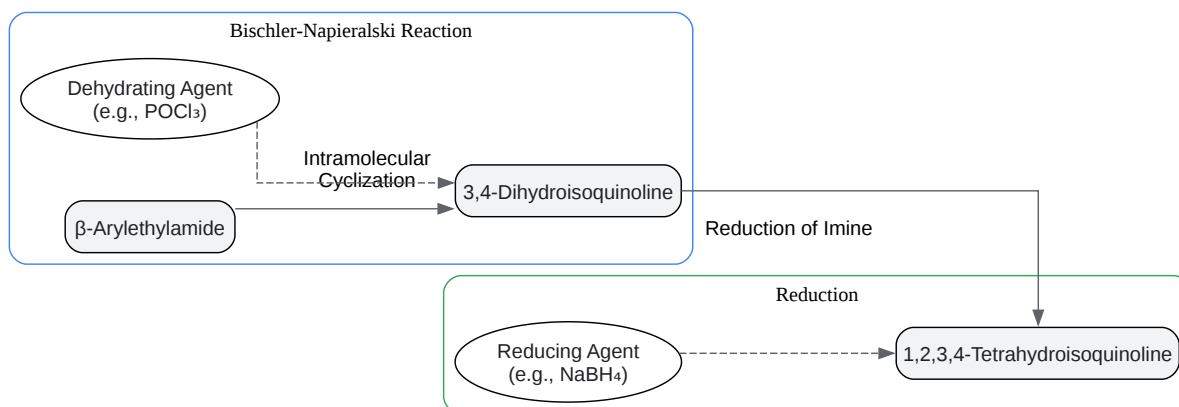 Bischler-Napieralski Reaction
Dehydrating Agent
(e.g., POCl₃)
Intramolecular
Cyclization
3,4-Dihydroisoquinoline
β-Arylethylamide
Reduction of Imine
Reduction
Reducing Agent
(e.g., NaBH₄)
1,2,3,4-Tetrahydroisoquinoline